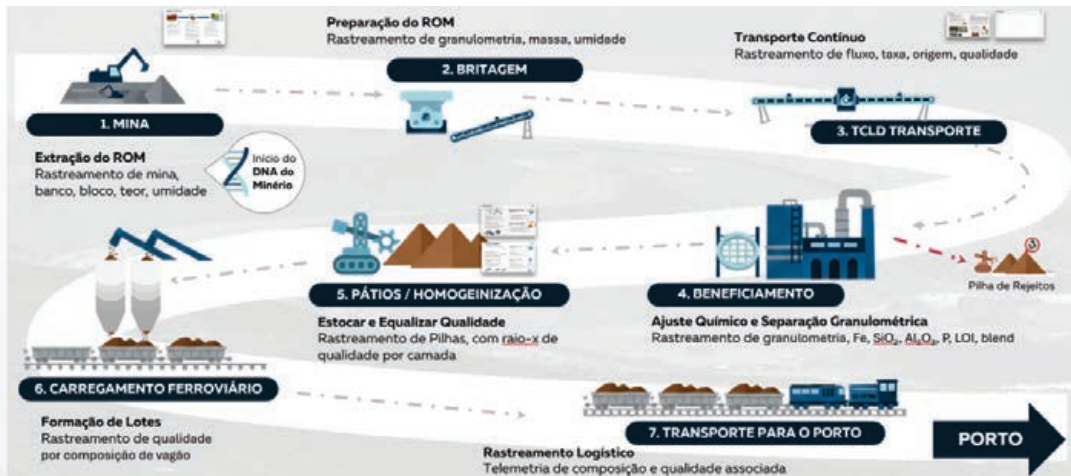 Preparação do ROM
Rastreamento de granulometria, massa, umidade
2. BRITAGEM
Transporte Contínuo
Rastreamento de fluxo, taxa, origem, qualidade
1. MINA
3. TCLD TRANSPORTE
Extração do ROM
Rastreamento de mina,
banco, bloco, teor, umidade
Início do
DNA do
Minério
5. PÁTIOS / HOMOGEINIZAÇÃO
Estocar e Equalizar Qualidade
Rastreamento de Pilhas, com raio-x de
qualidade por camada
4. BENEFICIAMENTO
Ajuste Químico e Separação Granulométrica
Rastreamento de granulometria, Fe, SiO₂, Al₂O₃, P, LOI, blend
3
Pilha de Rejeitos
6. CARREGAMENTO FERROVIÁRIO
Formação de Lotes
Rastreamento de qualidade
por composição de vagão
7. TRANSPORTE PARA O PORTO
Rastreamento Logístico
Telemetria de composição e qualidade associada
PORTO